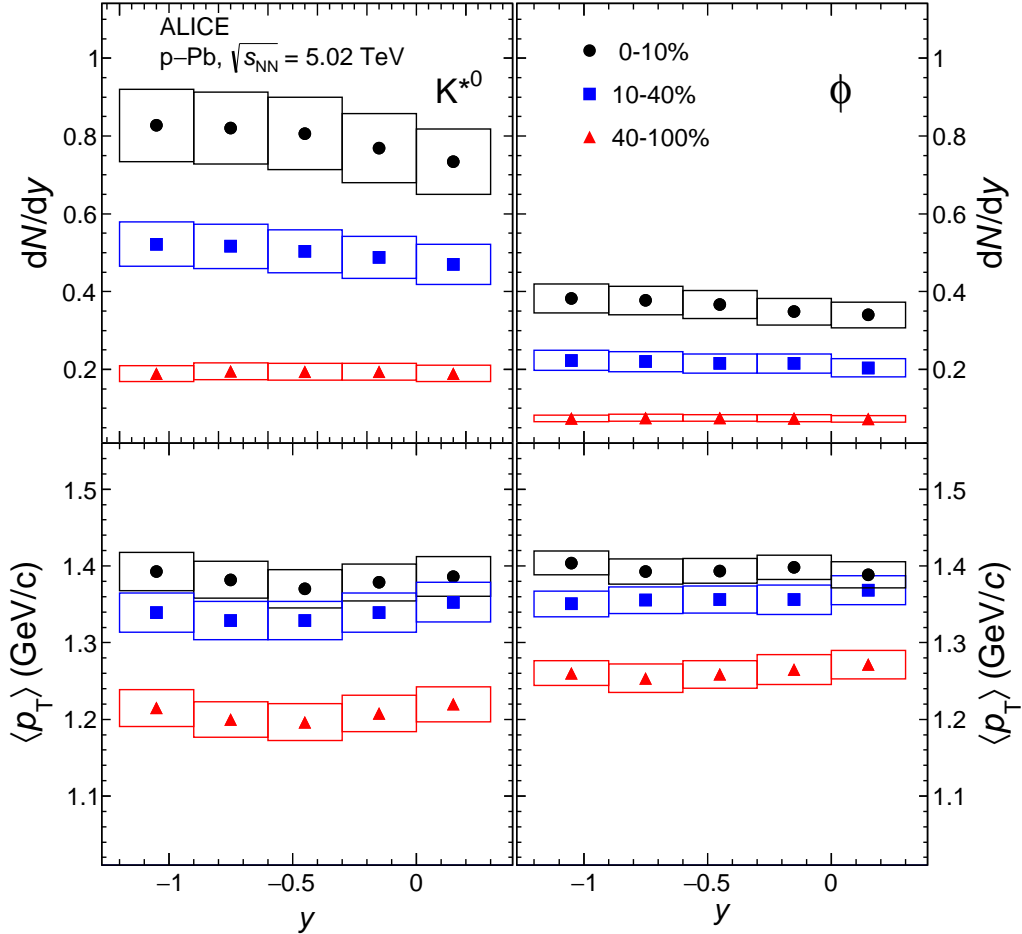 ALICE
p−Pb, √sNN = 5.02 TeV
K*0
0-10%
10-40%
40-100%
ϕ
dN/dy
1
0.8
0.6
0.4
0.2
dN/dy
1
0.8
0.6
0.4
0.2
⟨pT⟩ (GeV/c)
1.5
1.4
1.3
1.2
1.1
⟨pT⟩ (GeV/c)
1.5
1.4
1.3
1.2
1.1
−1 −0.5 0
y
−1 −0.5 0
y